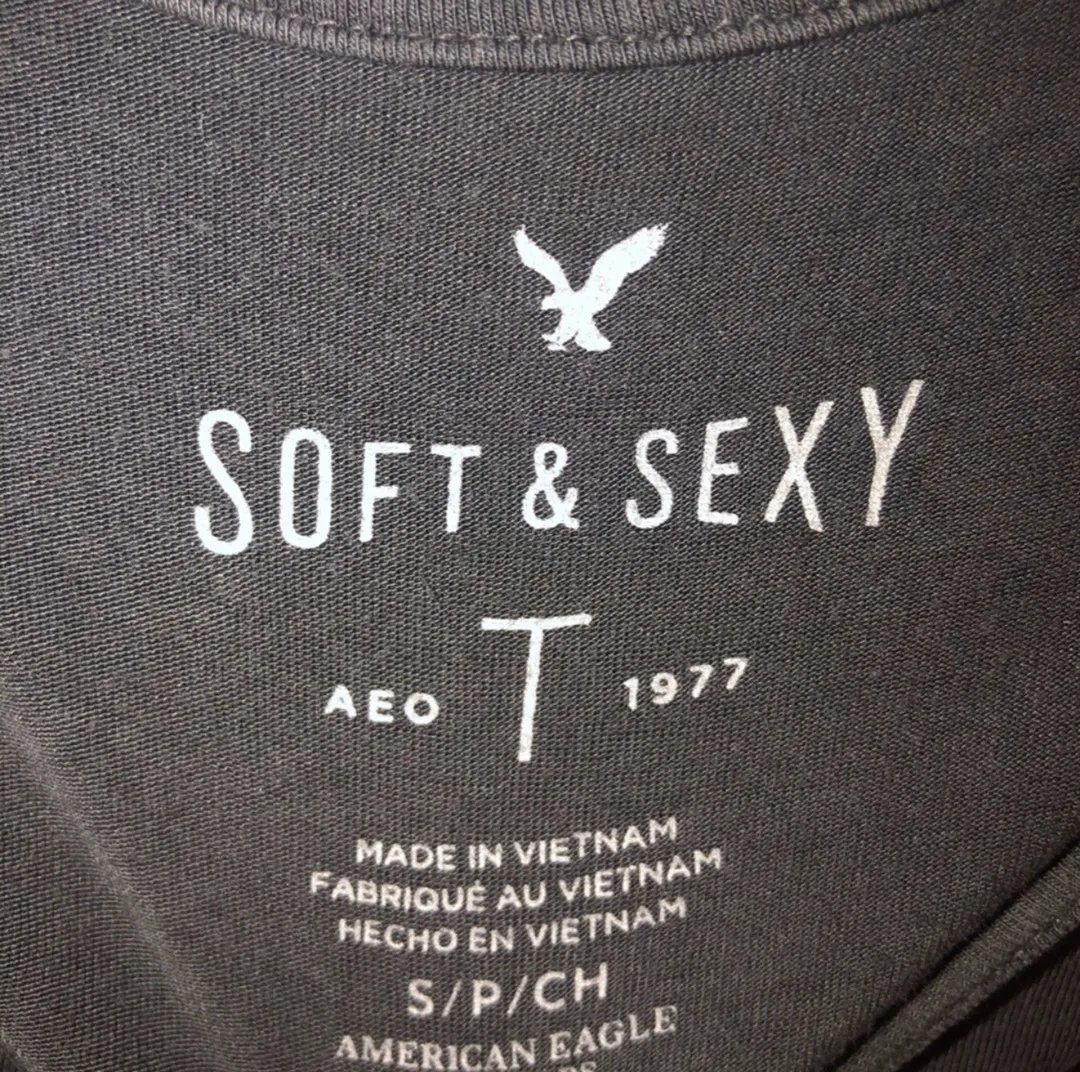 SOFT & SEXY
T
AEO 1977
MADE IN VIETNAM
FABRIQUÉ AU VIETNAM
HECHO EN VIETNAM
S/P/CH
AMERICAN EAGLE